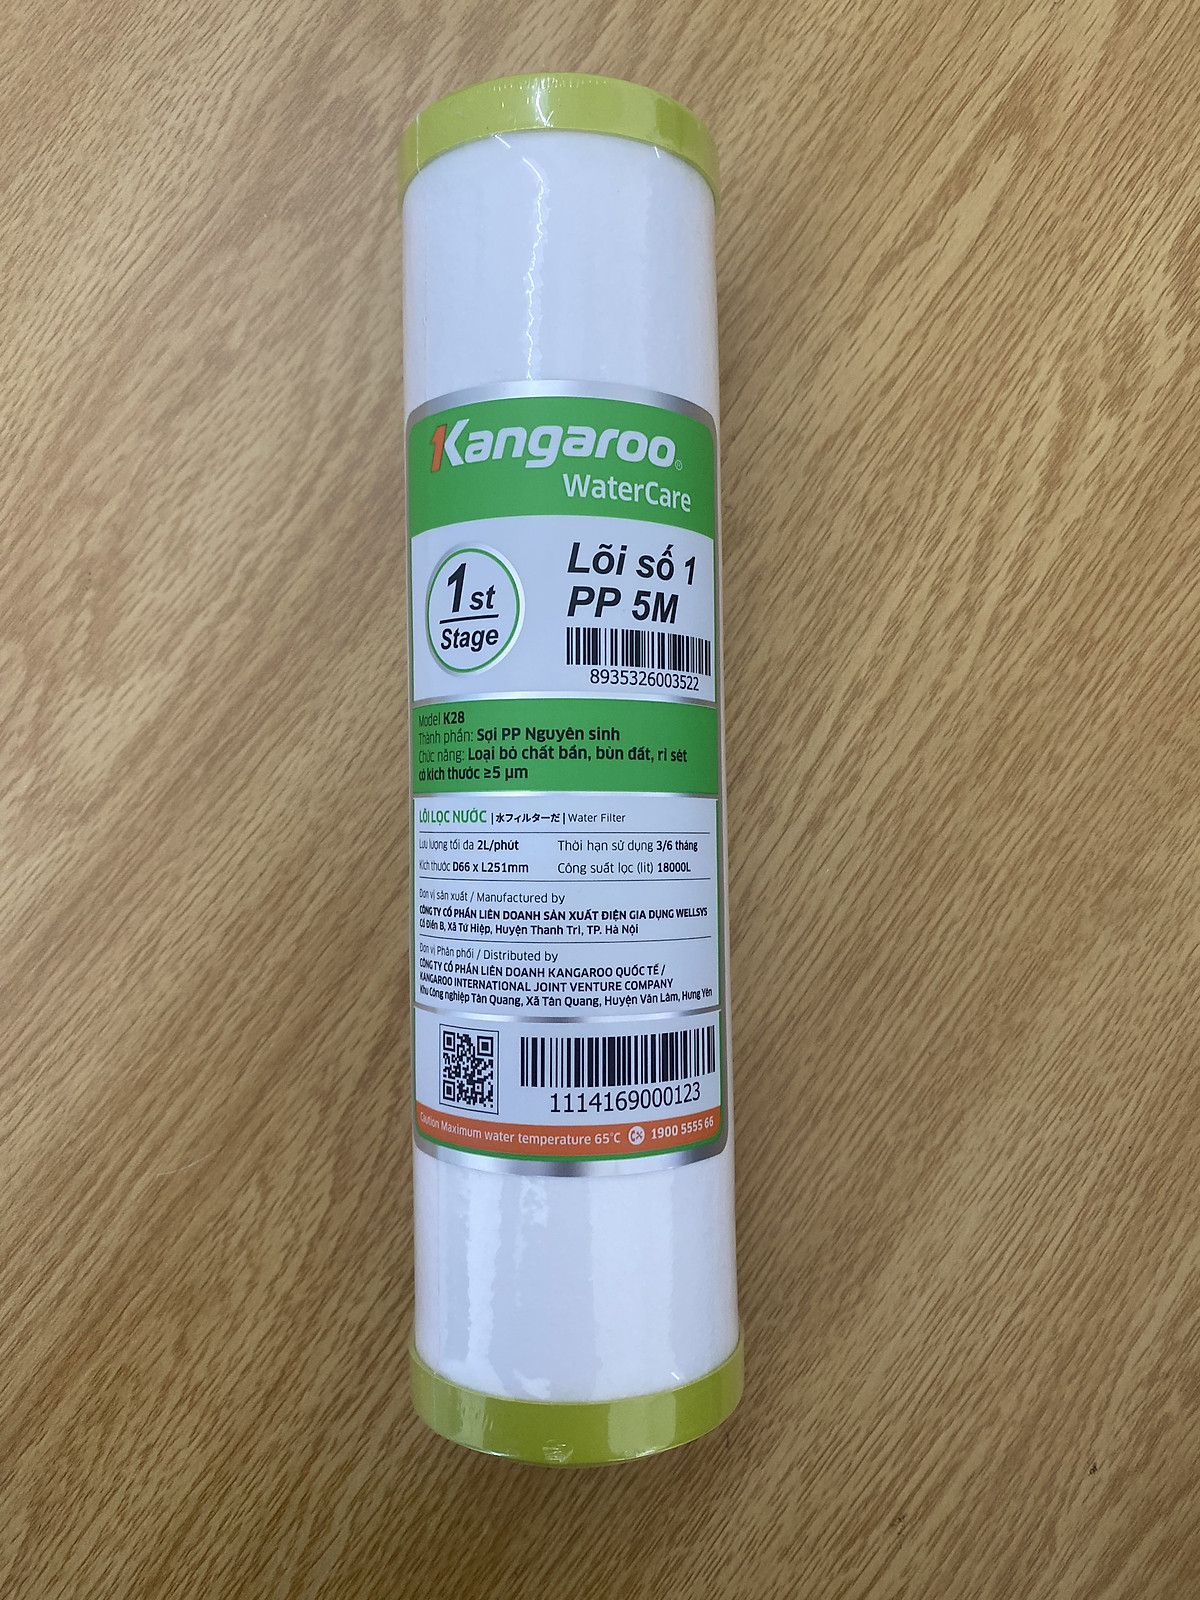 Kangaroo®
WaterCare
1st
Stage
Lõi số 1
PP 5M
8935326003522
Model K28
Thành phần: Sợi PP Nguyên sinh
Chức năng: Loại bỏ chất bẩn, bùn đất, rỉ sét
có kích thước ≥5 µm
LÕI LỌC NƯỚC | 水フィルターだ | Water Filter
Lưu lượng tối đa 2L/phút Thời hạn sử dụng 3/6 tháng
Kích thước D66 x L251mm Công suất lọc (lit) 18000L
Đơn vị sản xuất / Manufactured by
CÔNG TY CỔ PHẦN LIÊN DOANH SẢN XUẤT ĐIỆN GIA DỤNG WELLSYS
Cổ Điển B, Xã Tứ Hiệp, Huyện Thanh Trì, TP. Hà Nội
Đơn vị Phân phối / Distributed by
CÔNG TY CỔ PHẦN LIÊN DOANH KANGAROO QUỐC TẾ /
KANGAROO INTERNATIONAL JOINT VENTURE COMPANY
Khu Công nghiệp Tân Quang, Xã Tân Quang, Huyện Văn Lâm, Hưng Yên
1114169000123
Caution Maximum water temperature 65°C 1900 5555 66